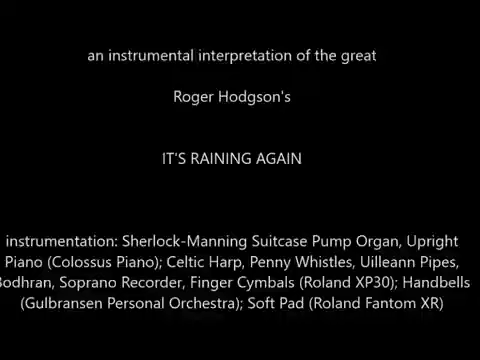 an instrumental interpretation of the great
Roger Hodgson's
IT'S RAINING AGAIN
instrumentation: Sherlock-Manning Suitcase Pump Organ, Upright
Piano (Colossus Piano); Celtic Harp, Penny Whistles, Uilleann Pipes,
Bodhran, Soprano Recorder, Finger Cymbals (Roland XP30); Handbells
(Gulbransen Personal Orchestra); Soft Pad (Roland Fantom XR)